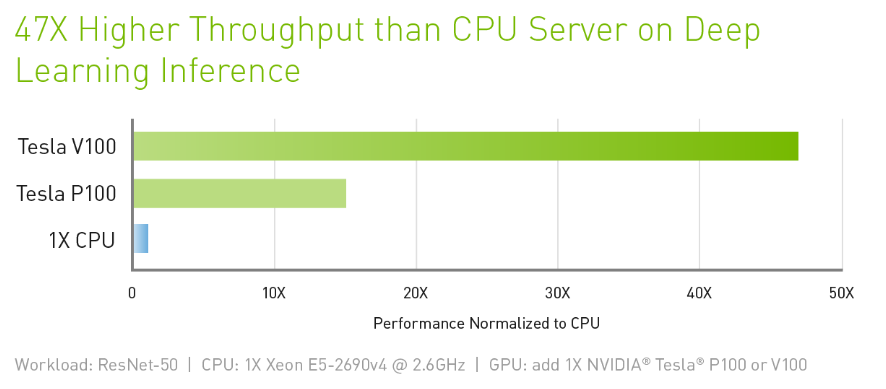 47X Higher Throughput than CPU Server on Deep
Learning Inference
Tesla V100
Tesla P100
1X CPU
0 10X 20X 30X 40X 50X
Performance Normalized to CPU
Workload: ResNet-50 | CPU: 1X Xeon E5-2690v4 @ 2.6GHz | GPU: add 1X NVIDIA® Tesla® P100 or V100